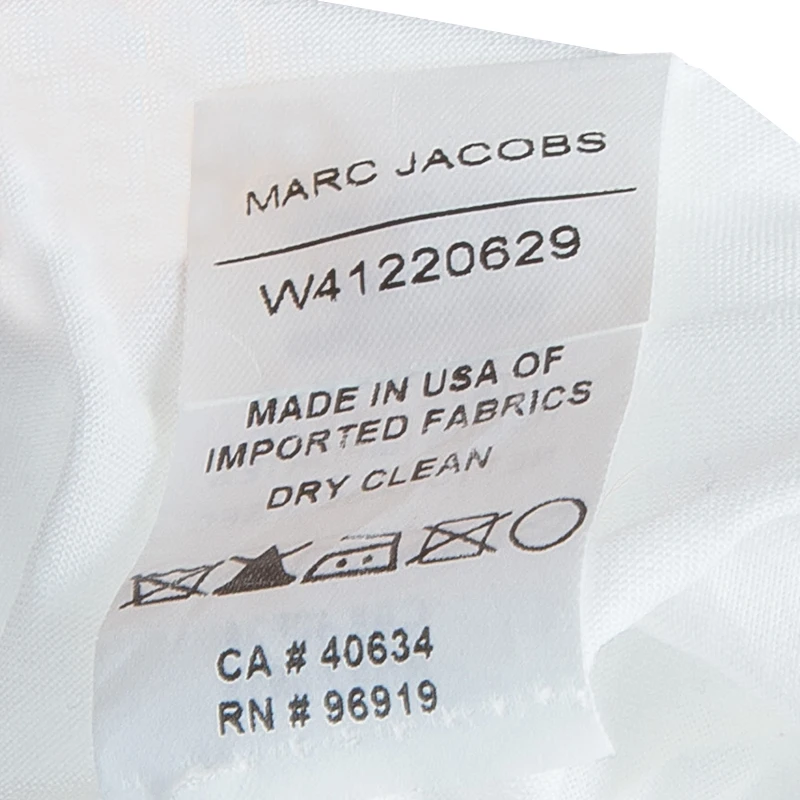 MARC JACOBS
W41220629
MADE IN USA OF
IMPORTED FABRICS
DRY CLEAN
CA # 40634
RN # 96919